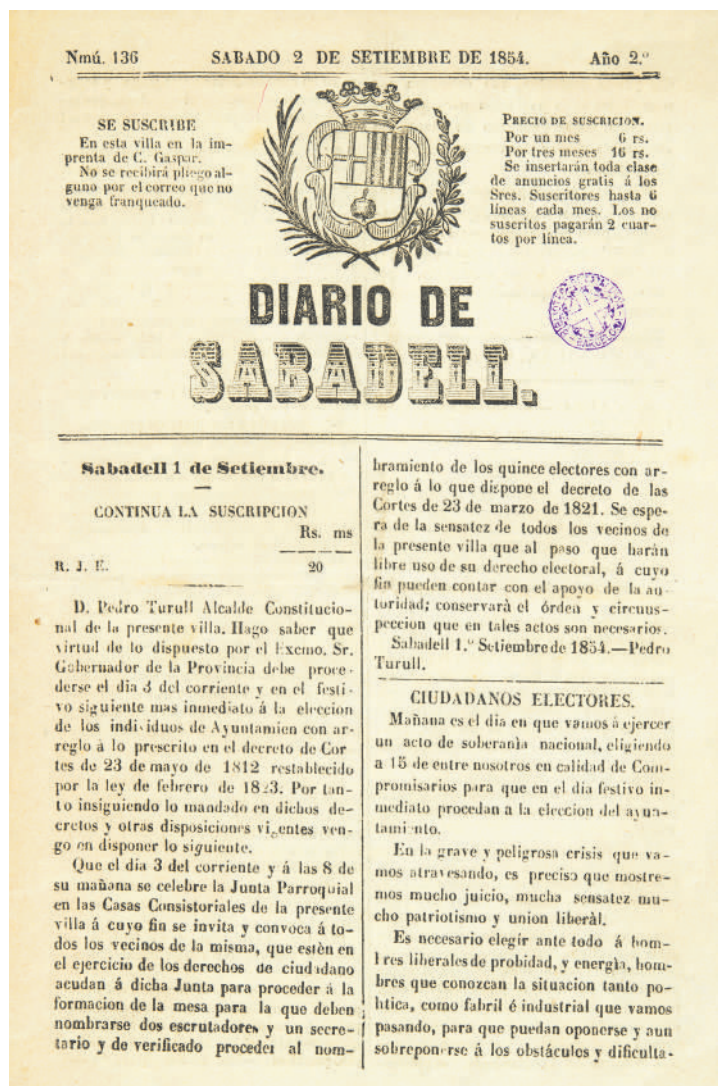 Nmú. 136 SABADO 2 DE SETIEMBRE DE 1854. Año 2.º
SE SUSCRIBE
En esta villa en la im-
prenta de C. Gaspar.
No se recibirá pliego al-
guno por el correo que no
venga franqueado.
PRECIO DE SUSCRICION.
Por un mes 6 rs.
Por tres meses 16 rs.
Se insertarán toda clase
de anuncios gratis á los
Sres. Suscritores hasta 6
líneas cada mes. Los no
suscritos pagarán 2 cuar-
tos por línea.
DIARIO DE
SABADELL.
Sabadell 1 de Setiembre.
CONTINUA LA SUSCRIPCION
Rs. ms
R. J. E. 20
D. Pedro Turull Alcalde Constitucio-
nal de la presente villa. Hago saber que
virtud de lo dispuesto por el Excmo. Sr.
Gobernador de la Provincia debe proce-
derse el dia 3 del corriente y en el festi-
vo siguiente mas inmediato á la eleccion
de los individuos de Ayuntamien con ar-
reglo á lo prescrito en el decreto de Cor
tes de 23 de mayo de 1812 restablecido
por la ley de febrero de 1823. Por tan-
to insiguiendo lo mandado en dichos de-
cretos y otras disposiciones vigentes ven-
go en disponer lo siguiente.
Que el dia 3 del corriente y á las 8 de
su mañana se celebre la Junta Parroquial
en las Casas Consistoriales de la presente
villa á cuyo fin se invita y convoca á to-
dos los vecinos de la misma, que estèn en
el ejercicio de los derechos de ciudadano
acudan á dicha Junta para proceder á la
formacion de la mesa para la que deben
nombrarse dos escrutadores y un secre-
tario y de verificado proceder al nom-
bramiento de los quince electores con ar-
reglo á lo que dispone el decreto de las
Cortes de 23 de marzo de 1821. Se espe-
ra de la sensatez de todos los vecinos de
la presente villa que al paso que harán
libre uso de su derecho electoral, á cuyo
fin pueden contar con el apoyo de la au-
toridad; conservarà el órden y circuns-
peccion que en tales actos son necesarios.
Sabadell 1.º Setiembre de 1854.—Pedro
Turull.
CIUDADANOS ELECTORES.
Mañana es el dia en que vamos à ejercer
un acto de soberanìa nacional, eligiendo
a 15 de entre nosotros en calidad de Com-
promisarios para que en el dia festivo in-
mediato procedan a la eleccion del ayun-
tamiento.
En la grave y peligrosa crisis que va-
mos atravesando, es preciso que mostre-
mos mucho juicio, mucha sensatez mu-
cho patriotismo y union liberàl.
Es necesario elegir ante todo á hom-
bres liberales de probidad, y energìa, hom-
bres que conozcan la situacion tanto po-
litica, como fabril é industrial que vamos
pasando, para que puedan oponerse y aun
sobreponerse á los obstáculos y dificulta-